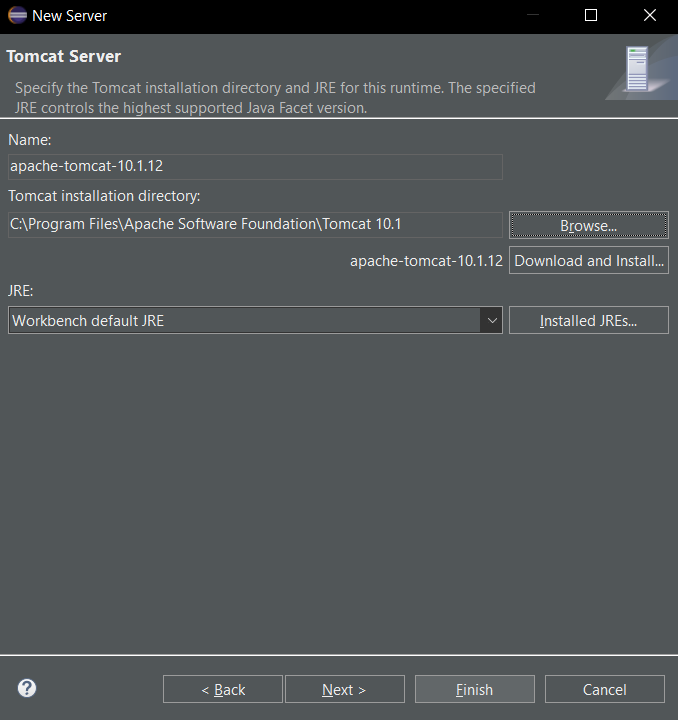 New Server
Tomcat Server
Specify the Tomcat installation directory and JRE for this runtime. The specified
JRE controls the highest supported Java Facet version.
Name:
apache-tomcat-10.1.12
Tomcat installation directory:
C:\Program Files\Apache Software Foundation\Tomcat 10.1
Browse...
apache-tomcat-10.1.12
Download and Install...
JRE:
Workbench default JRE
Installed JREs...
?
< Back
Next >
Finish
Cancel